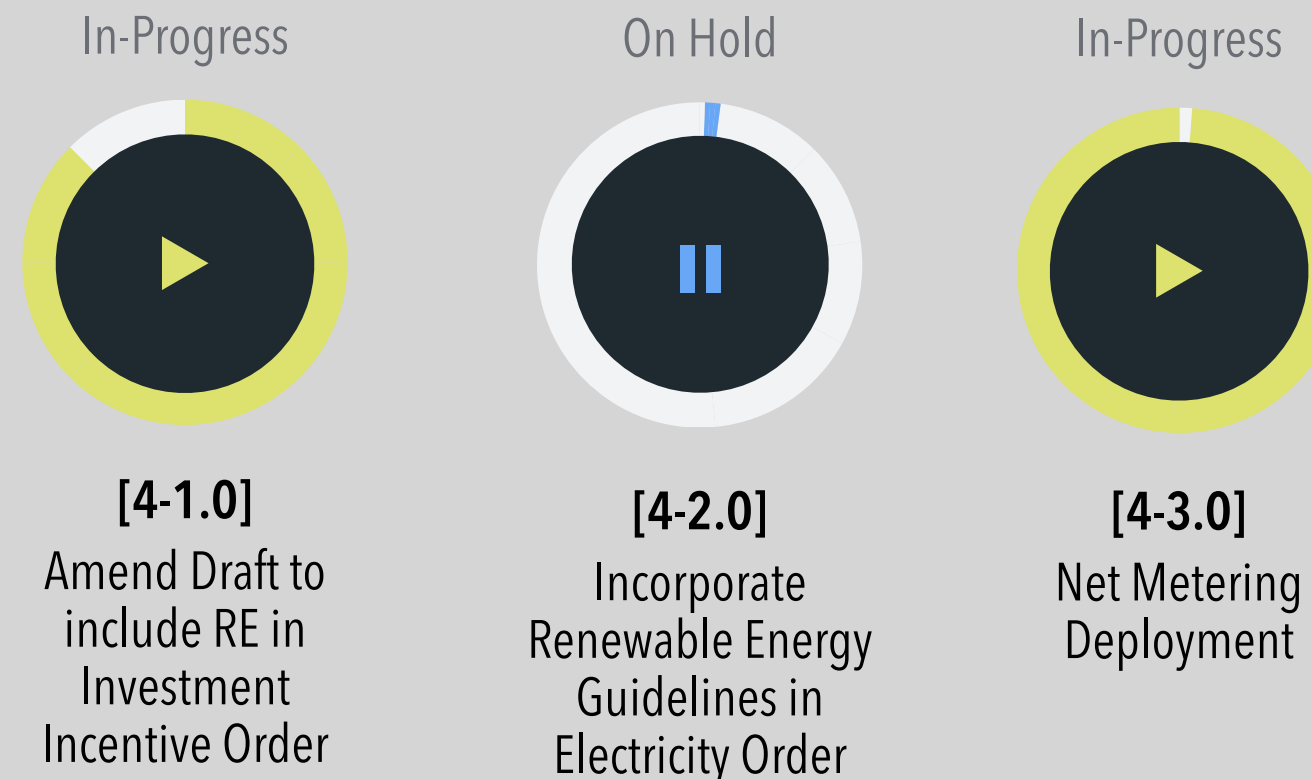 In-Progress
[4-1.0]
Amend Draft to
include RE in
Investment
Incentive Order
On Hold
[4-2.0]
Incorporate
Renewable Energy
Guidelines in
Electricity Order
In-Progress
[4-3.0]
Net Metering
Deployment